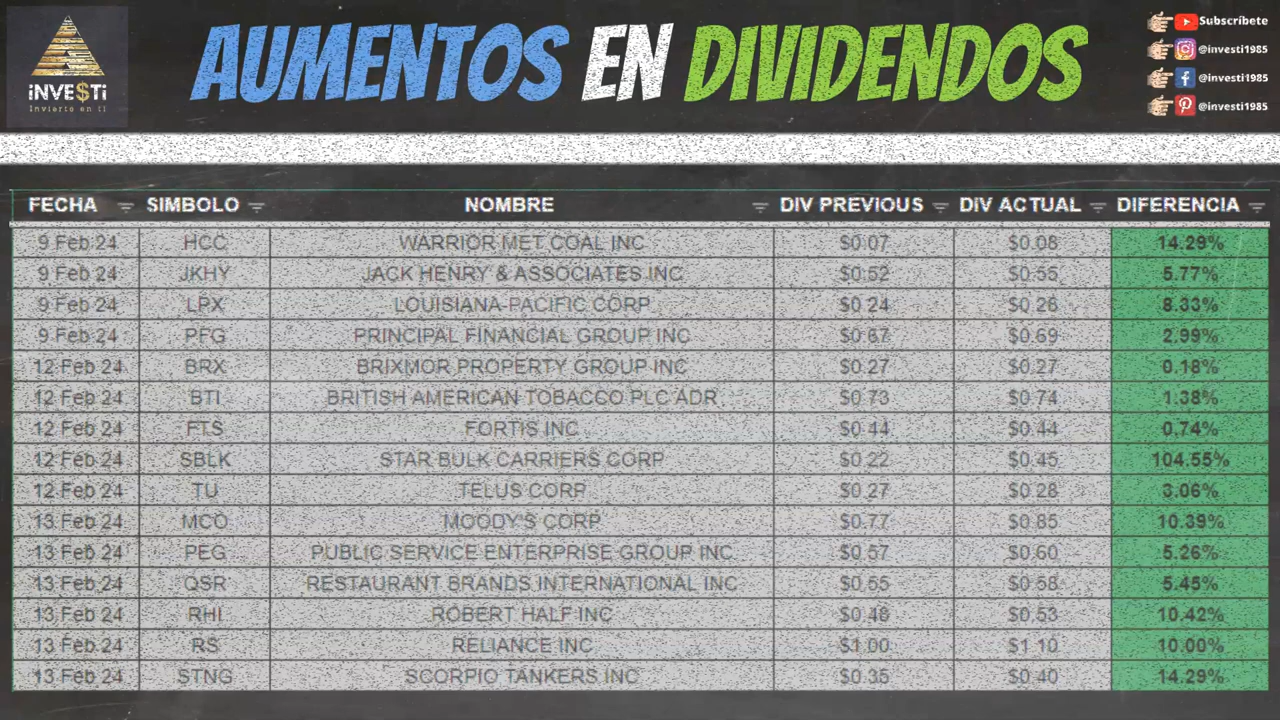 iNVE$Ti
Invierto en ti
AUMENTOS EN DIVIDENDOS
Subscríbete
@investi1985
@investi1985
@investi1985
FECHA SIMBOLO NOMBRE DIV PREVIOUS DIV ACTUAL DIFERENCIA
9 Feb 24 HCC WARRIOR MET COAL INC $0.07 $0.08 14.29%
9 Feb 24 JKHY JACK HENRY & ASSOCIATES INC $0.52 $0.55 5.77%
9 Feb 24 LPX LOUISIANA-PACIFIC CORP $0.24 $0.26 8.33%
9 Feb 24 PFG PRINCIPAL FINANCIAL GROUP INC $0.67 $0.69 2.99%
12 Feb 24 BRX BRIXMOR PROPERTY GROUP INC $0.27 $0.27 0.18%
12 Feb 24 BTI BRITISH AMERICAN TOBACCO PLC ADR $0.73 $0.74 1.38%
12 Feb 24 FTS FORTIS INC $0.44 $0.44 0.74%
12 Feb 24 SBLK STAR BULK CARRIERS CORP $0.22 $0.45 104.55%
12 Feb 24 TU TELUS CORP $0.27 $0.28 3.06%
13 Feb 24 MCO MOODY'S CORP $0.77 $0.85 10.39%
13 Feb 24 PEG PUBLIC SERVICE ENTERPRISE GROUP INC $0.57 $0.60 5.26%
13 Feb 24 QSR RESTAURANT BRANDS INTERNATIONAL INC $0.55 $0.58 5.45%
13 Feb 24 RHI ROBERT HALF INC $0.48 $0.53 10.42%
13 Feb 24 RS RELIANCE INC $1.00 $1.10 10.00%
13 Feb 24 STNG SCORPIO TANKERS INC $0.35 $0.40 14.29%